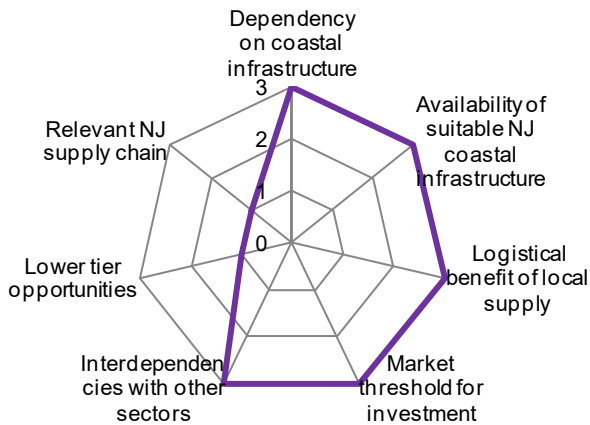 Dependency
on coastal
infrastructure
3
2
1
0
Availability of
suitable NJ
coastal
infrastructure
Logistical
benefit of local
supply
Market
threshold for
investment
Interdependen
cies with other
sectors
Lower tier
opportunities
Relevant NJ
supply chain